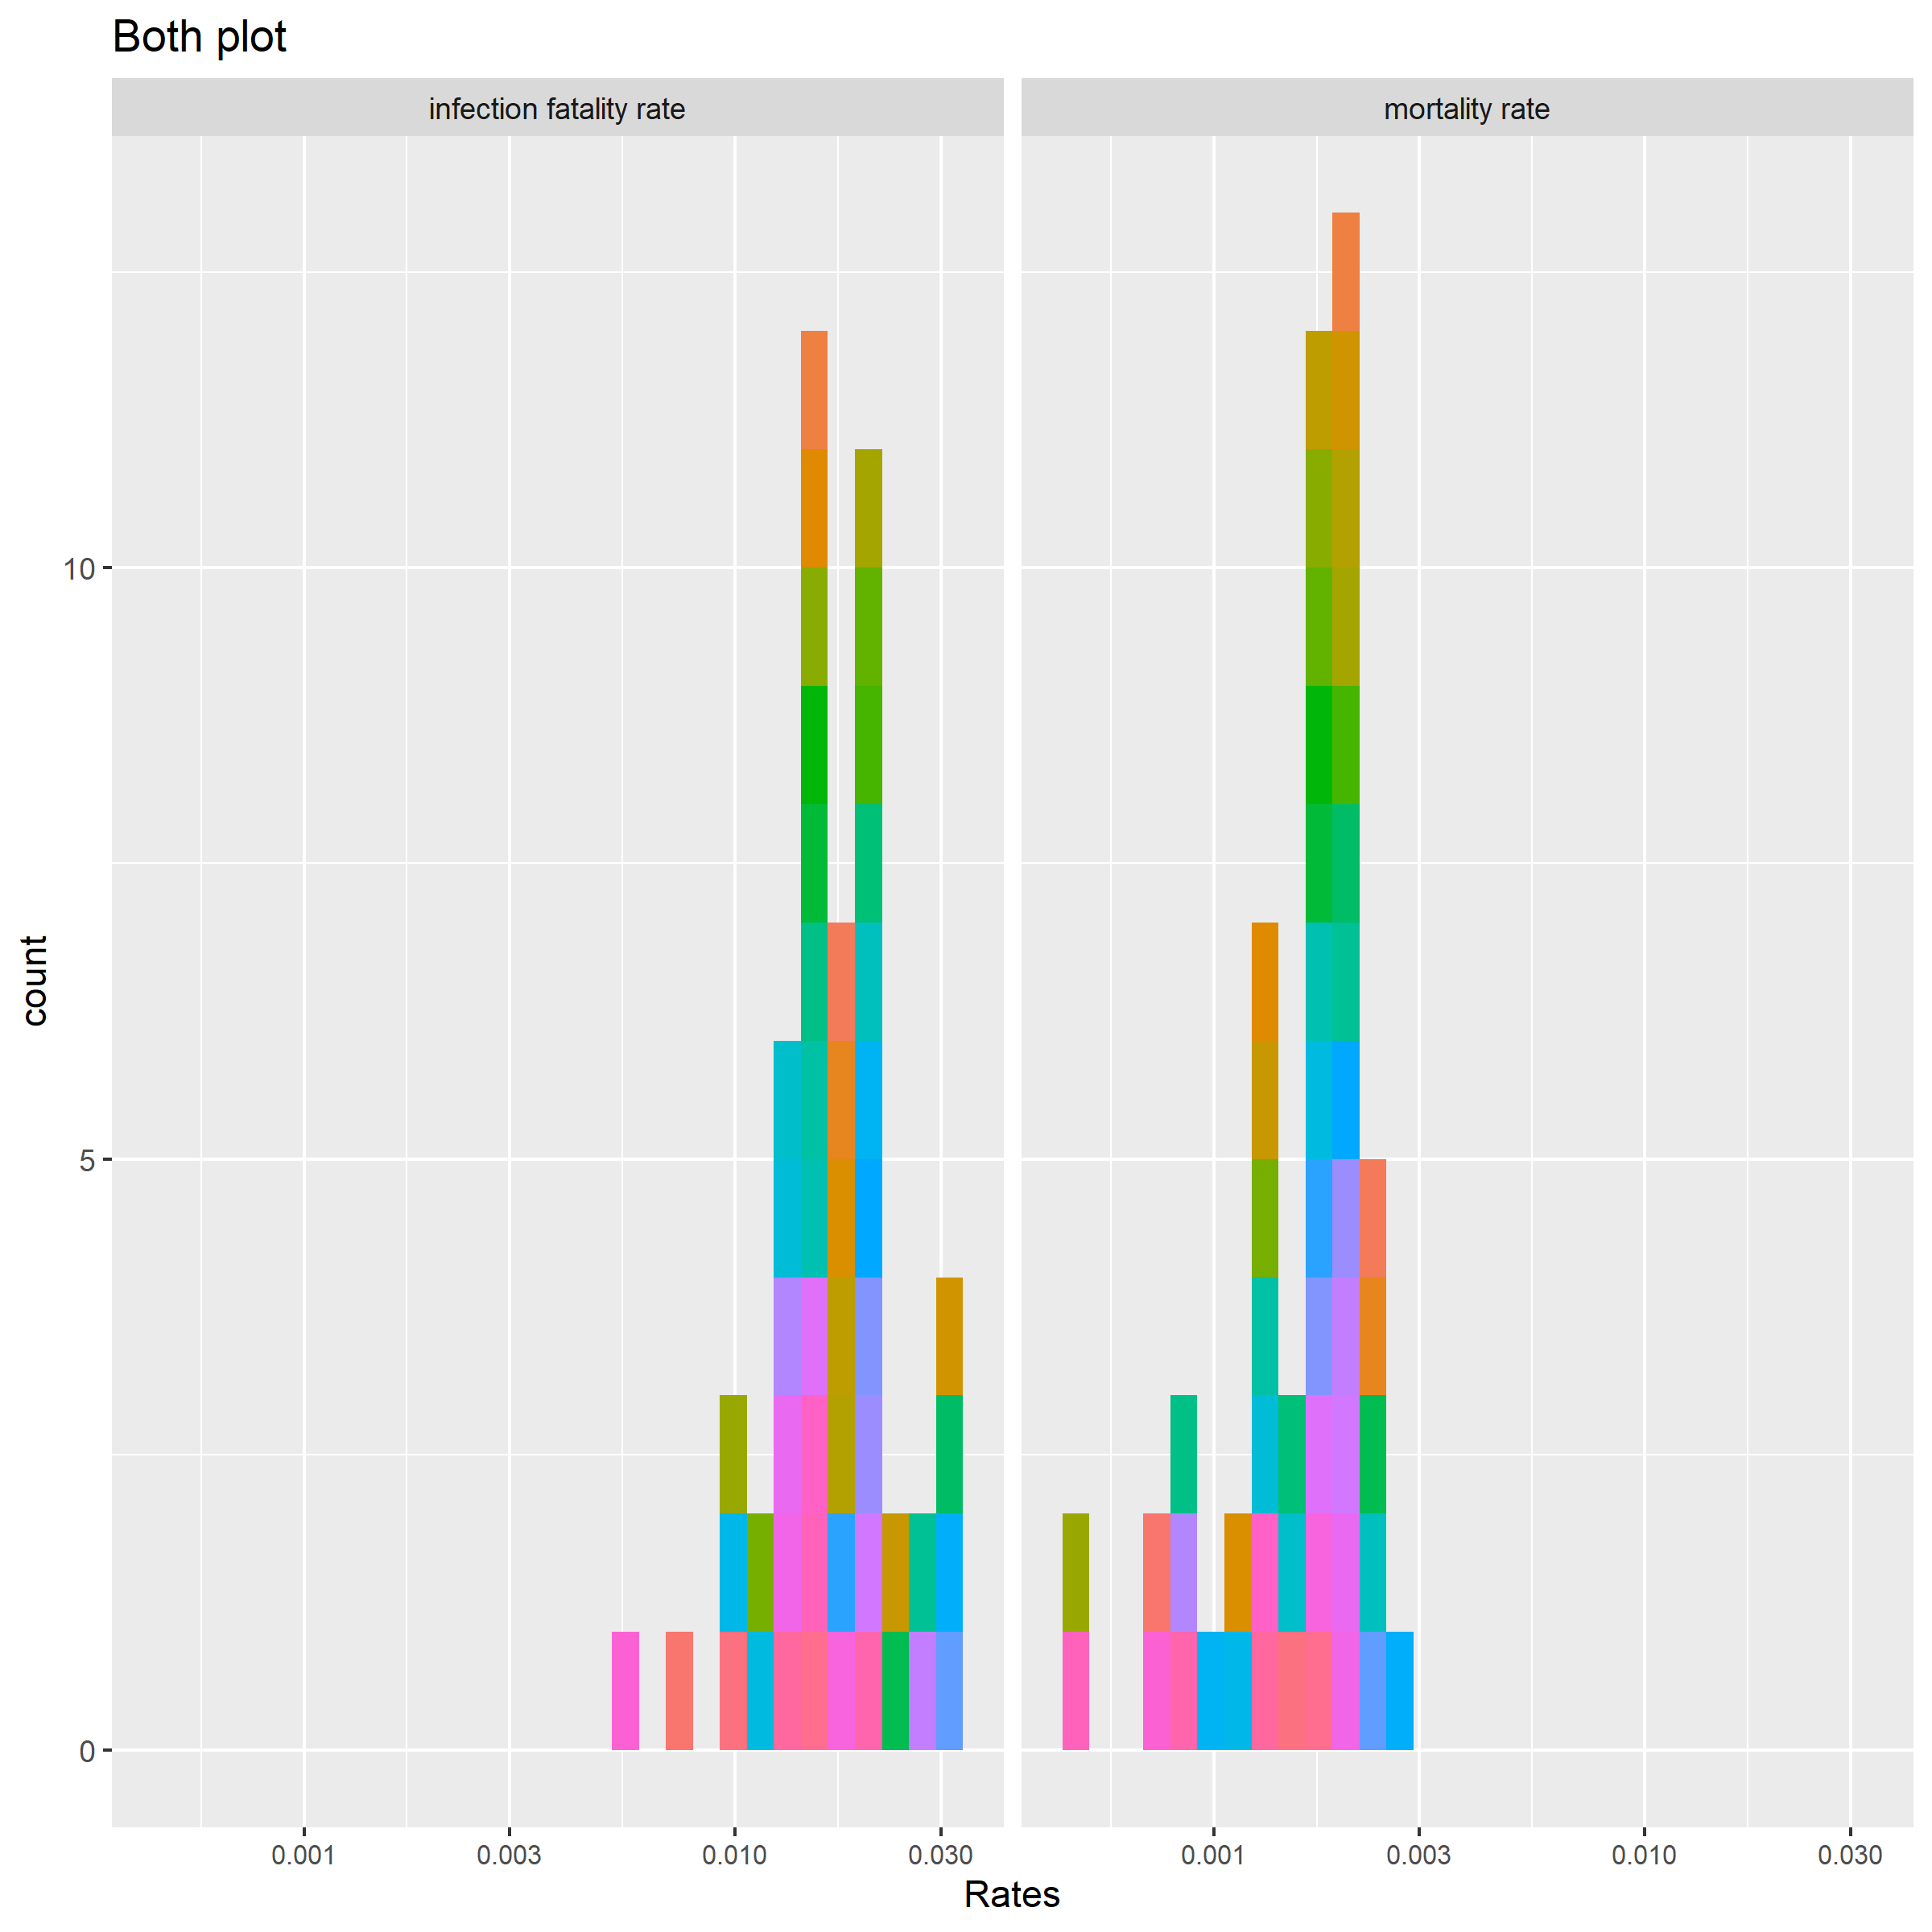 Both plot
infection fatality rate
mortality rate
10
5
0
count
0.001 0.003 0.010 0.030
0.001 0.003 0.010 0.030
Rates